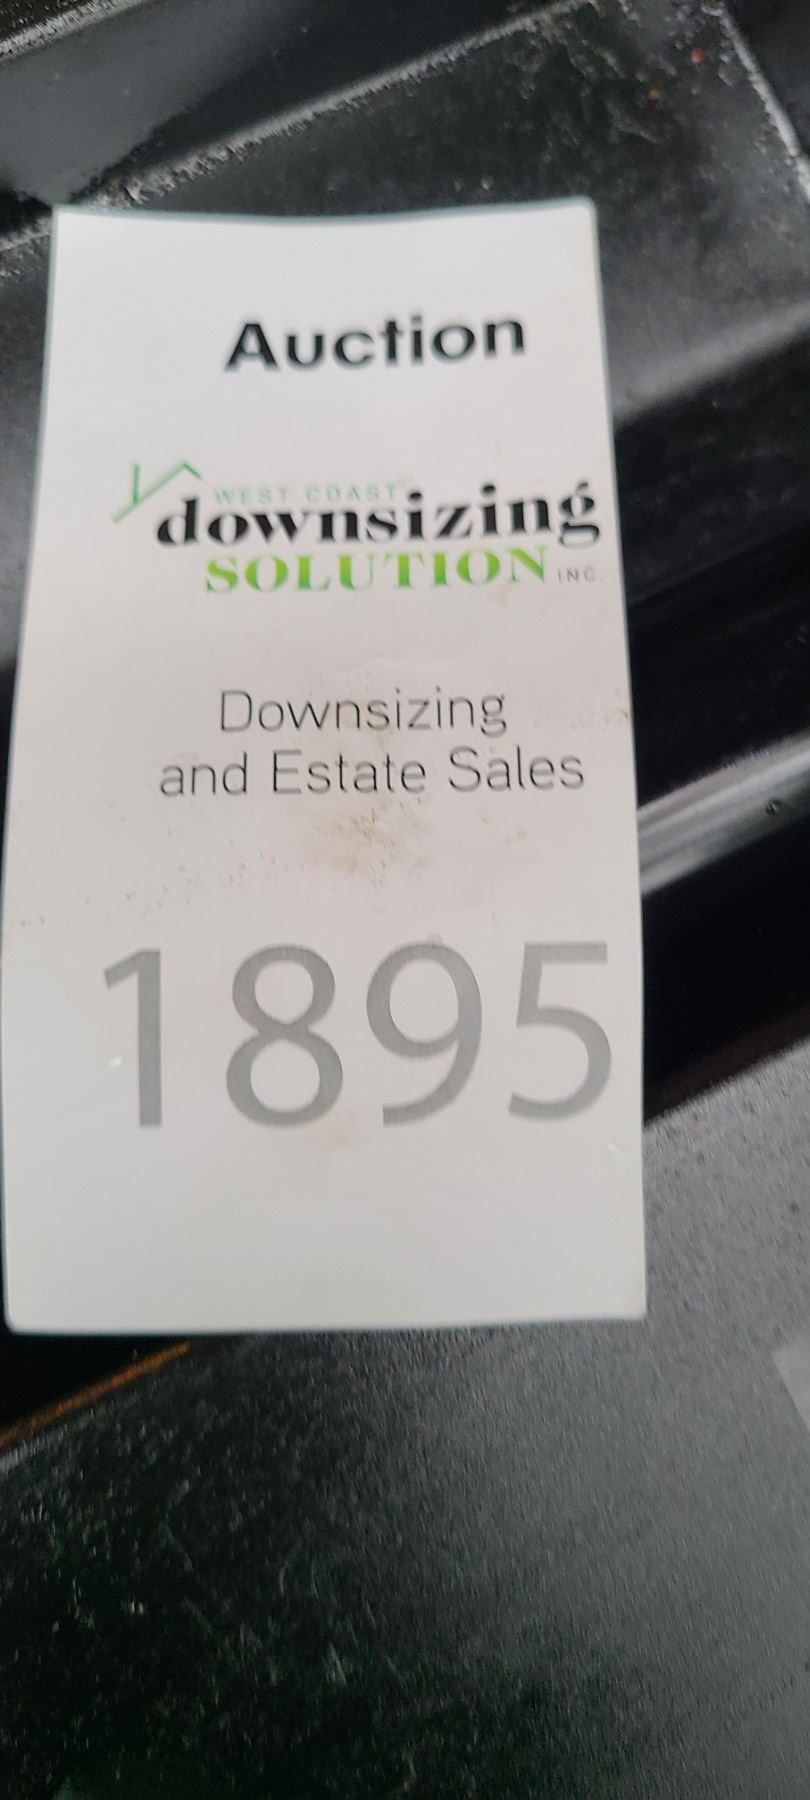 Auction
WEST COAST
downsizing
SOLUTION INC.
Downsizing
and Estate Sales
1895